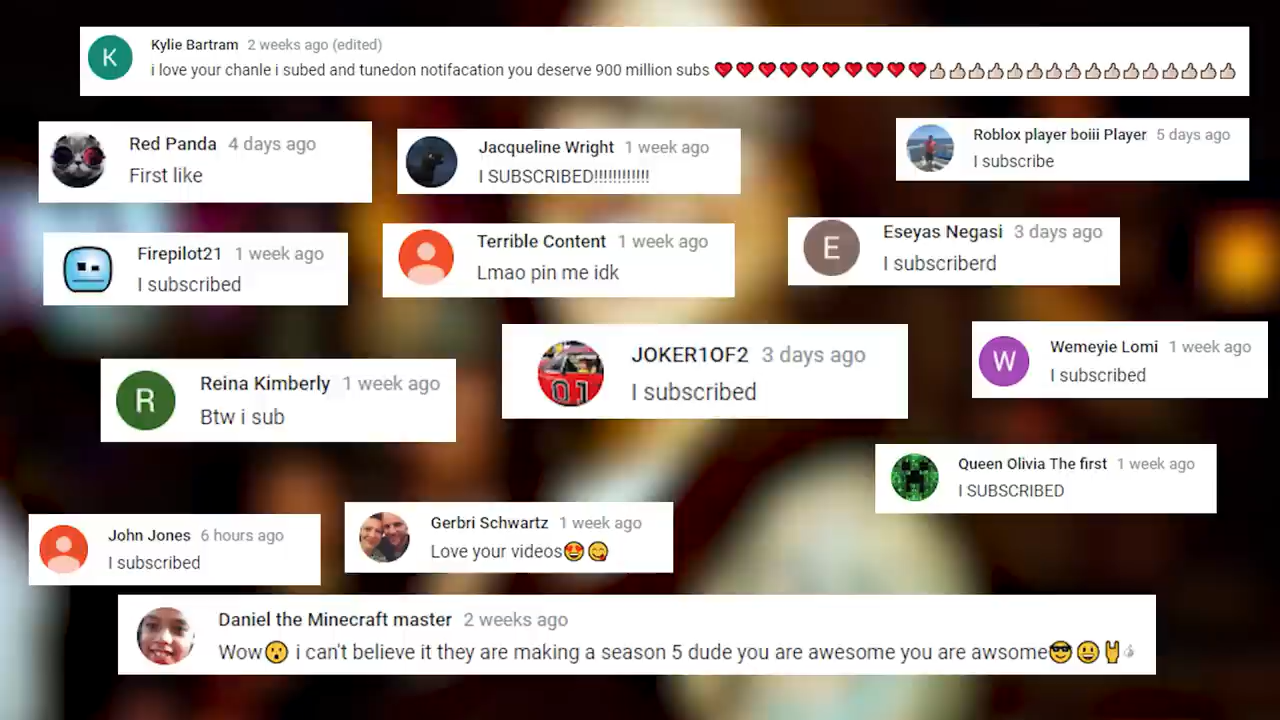 Kylie Bartram 2 weeks ago (edited)
i love your chanle i subed and tunedon notifacation you deserve 900 million subs ❤❤❤❤❤❤❤❤❤❤👍👍👍👍👍👍👍👍👍👍👍👍👍👍👍👍
Red Panda 4 days ago
First like
Jacqueline Wright 1 week ago
I SUBSCRIBED!!!!!!!!!!!!
Roblox player boiii Player 5 days ago
I subscribe
Firepilot21 1 week ago
I subscribed
Terrible Content 1 week ago
Lmao pin me idk
Eseyas Negasi 3 days ago
I subscriberd
Reina Kimberly 1 week ago
Btw i sub
JOKER1OF2 3 days ago
I subscribed
Wemeyie Lomi 1 week ago
I subscribed
Queen Olivia The first 1 week ago
I SUBSCRIBED
John Jones 6 hours ago
I subscribed
Gerbri Schwartz 1 week ago
Love your videos😍😋
Daniel the Minecraft master 2 weeks ago
Wow😮 i can't believe it they are making a season 5 dude you are awesome you are awsome😎😃🤘💰
K
E
R
W
01